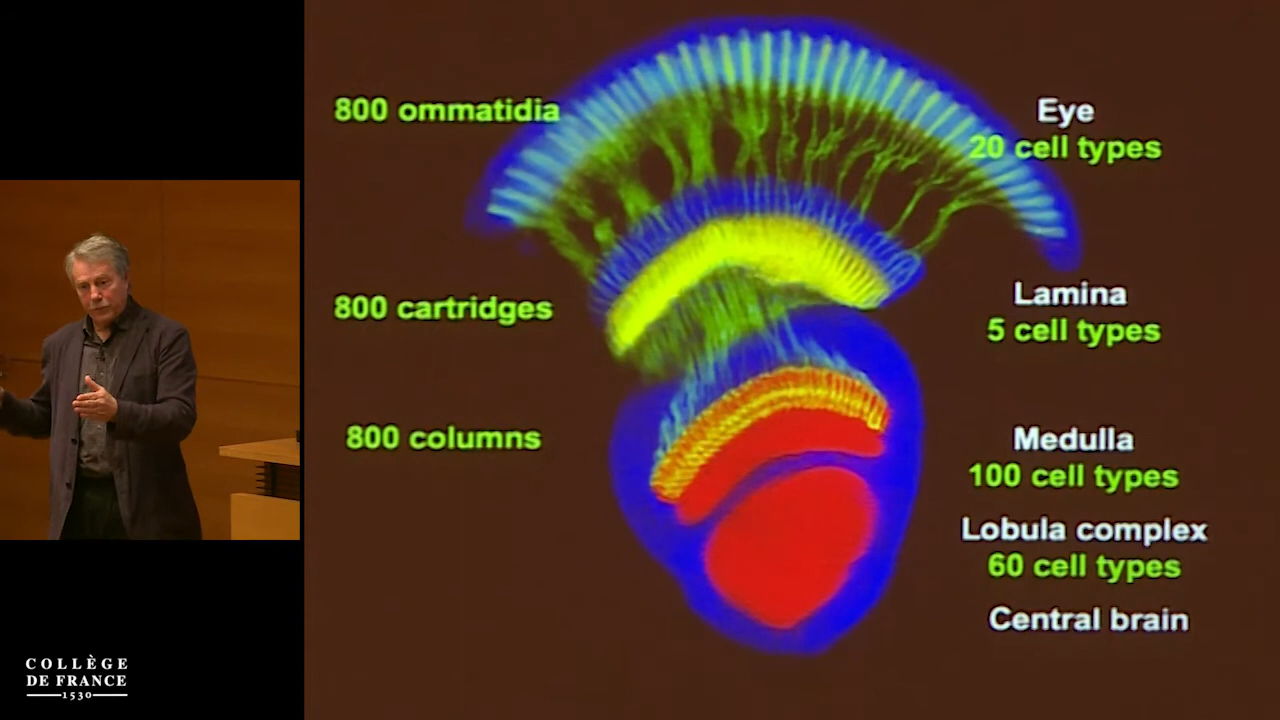 800 ommatidia
Eye
20 cell types
800 cartridges
Lamina
5 cell types
800 columns
Medulla
100 cell types
Lobula complex
60 cell types
Central brain
COLLÈGE
DE FRANCE
1530